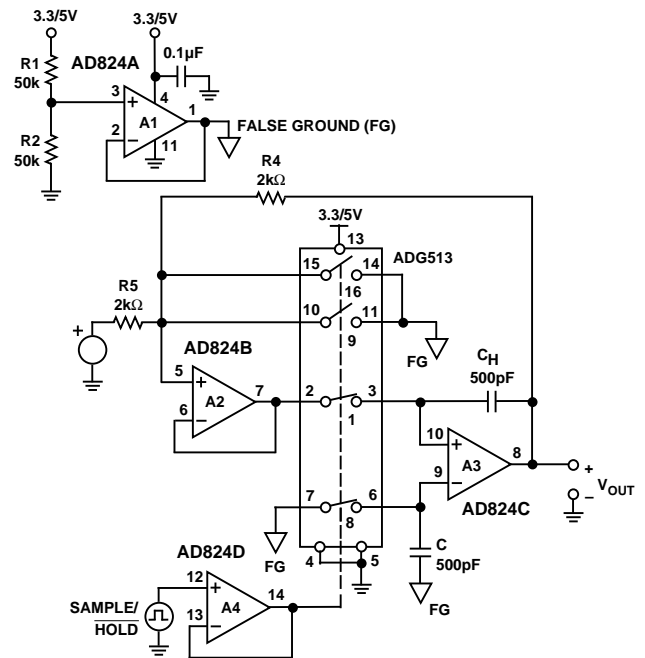 3.3/5V
3.3/5V
R1
50k
AD824A
0.1µF
3
4
A1
1
2
11
FALSE GROUND (FG)
R2
50k
R4
2kΩ
3.3/5V
13
ADG513
15
14
16
R5
2kΩ
10
11
9
FG
AD824B
CH
500pF
5
A2
7
6
2
3
1
10
A3
8
9
VOUT
7
6
8
AD824C
FG
4
5
C
500pF
FG
AD824D
12
A4
14
13
SAMPLE/
HOLD
+
−
+
−
+
+
−
+
−
+
−
+
−